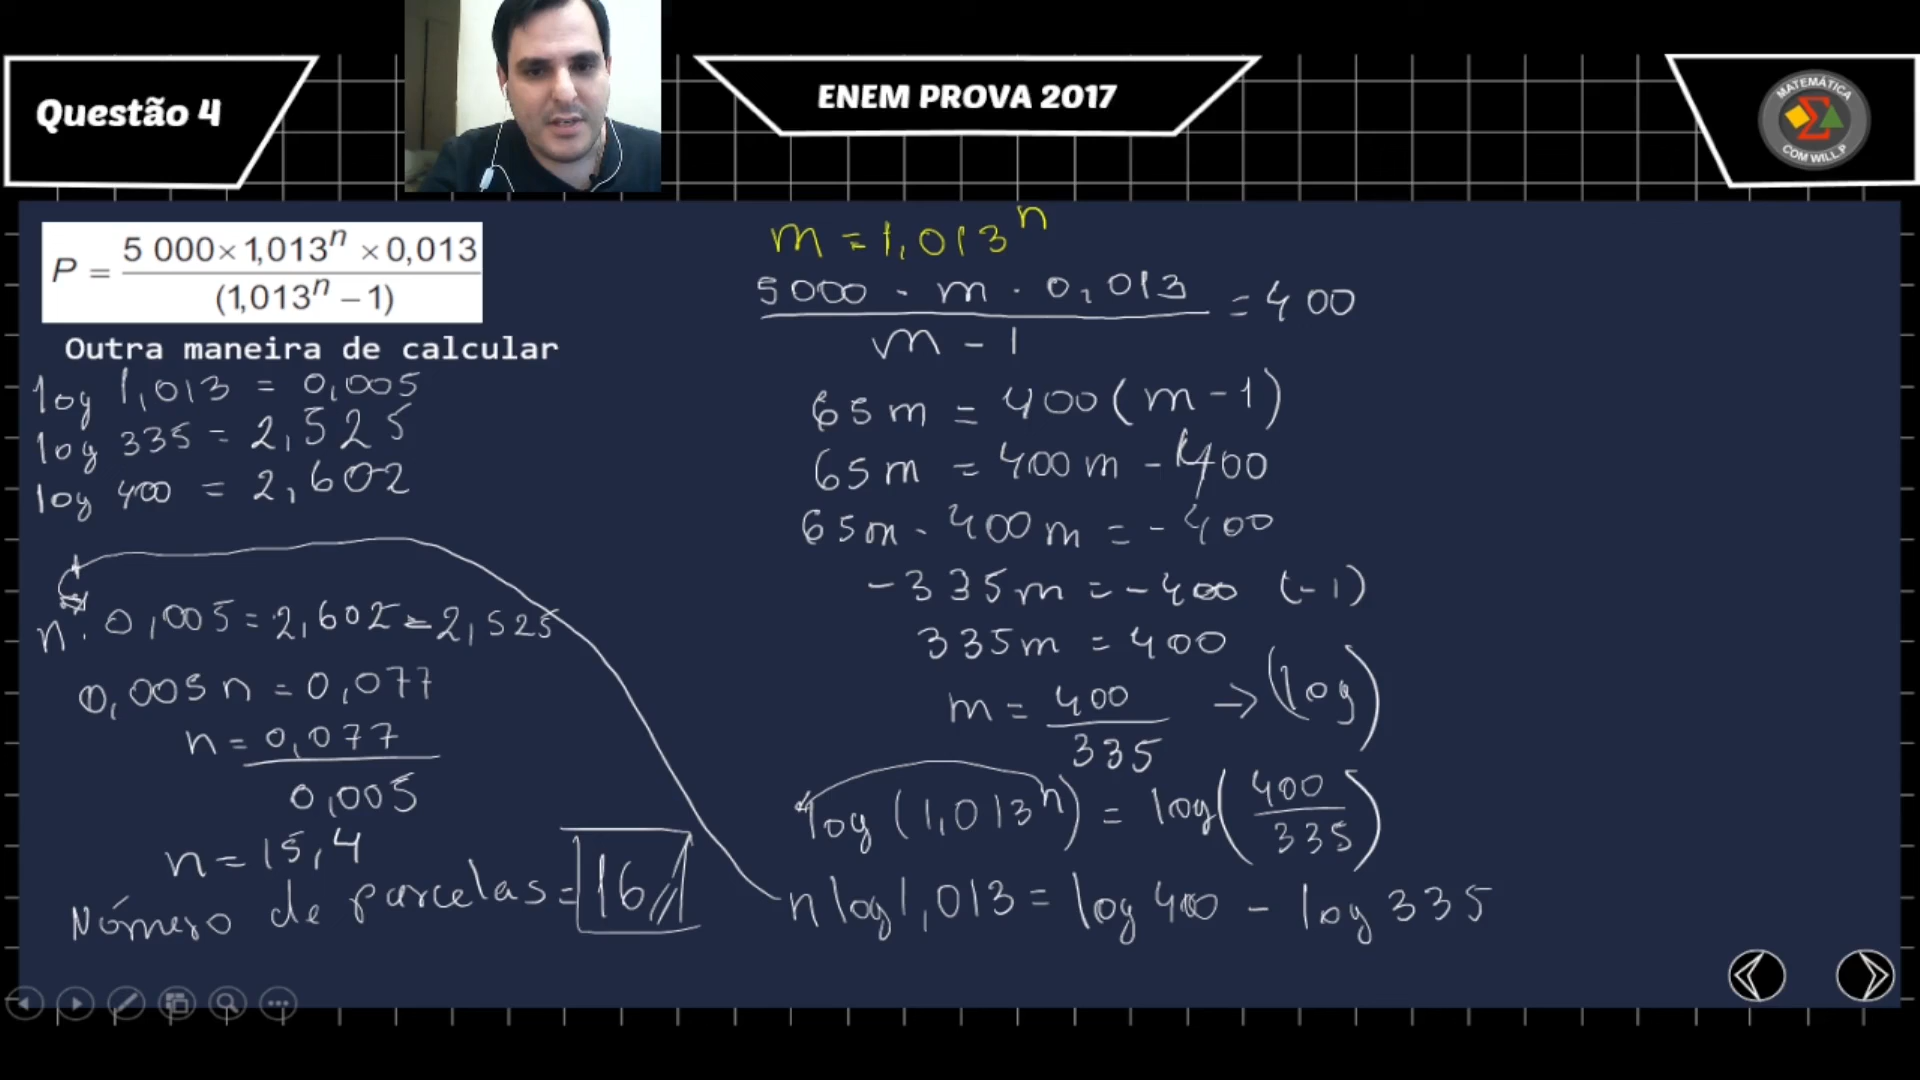 Questão 4
ENEM PROVA 2017
MATEMÁTICA
COM WILL.P
P = 5 000×1,013ⁿ ×0,013
(1,013ⁿ – 1)
Outra maneira de calcular
log 1,013 = 0,005
log 335 = 2,525
log 400 = 2,602
n . 0,005 = 2,602 - 2,525
0,005 n = 0,077
n = 0,077
0,005
n = 15,4
Número de parcelas = 16//
m = 1,013ⁿ
5000 . m . 0,013 = 400
m - 1
65m = 400(m - 1)
65m = 400m - 400
65m - 400m = - 400
-335m = -400 (-1)
335m = 400
m = 400 → (log)
335
log (1,013ⁿ) = log(400
335)
n log 1,013 = log 400 - log 335